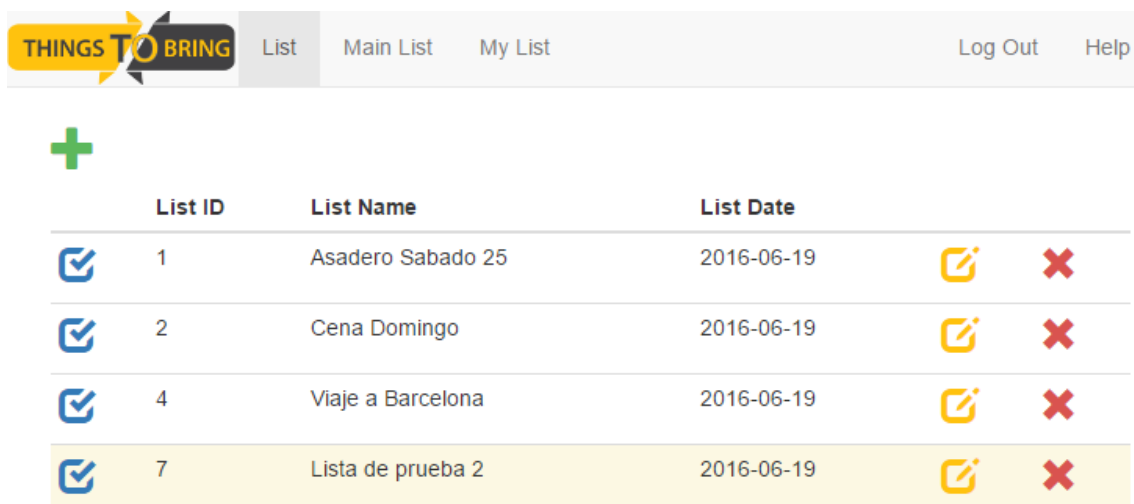 THINGS TO BRING List Main List My List Log Out Help
List ID List Name List Date
1 Asadero Sabado 25 2016-06-19
2 Cena Domingo 2016-06-19
4 Viaje a Barcelona 2016-06-19
7 Lista de prueba 2 2016-06-19